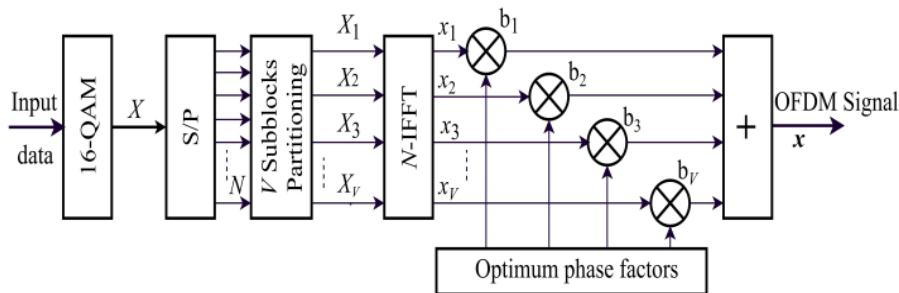 Input
data
16-QAM
X
S/P
N
V Subblocks
Partitioning
X1
X2
X3
XV
N-IFFT
x1
x2
x3
xV
b1
b2
b3
bV
Optimum phase factors
+
OFDM Signal
x